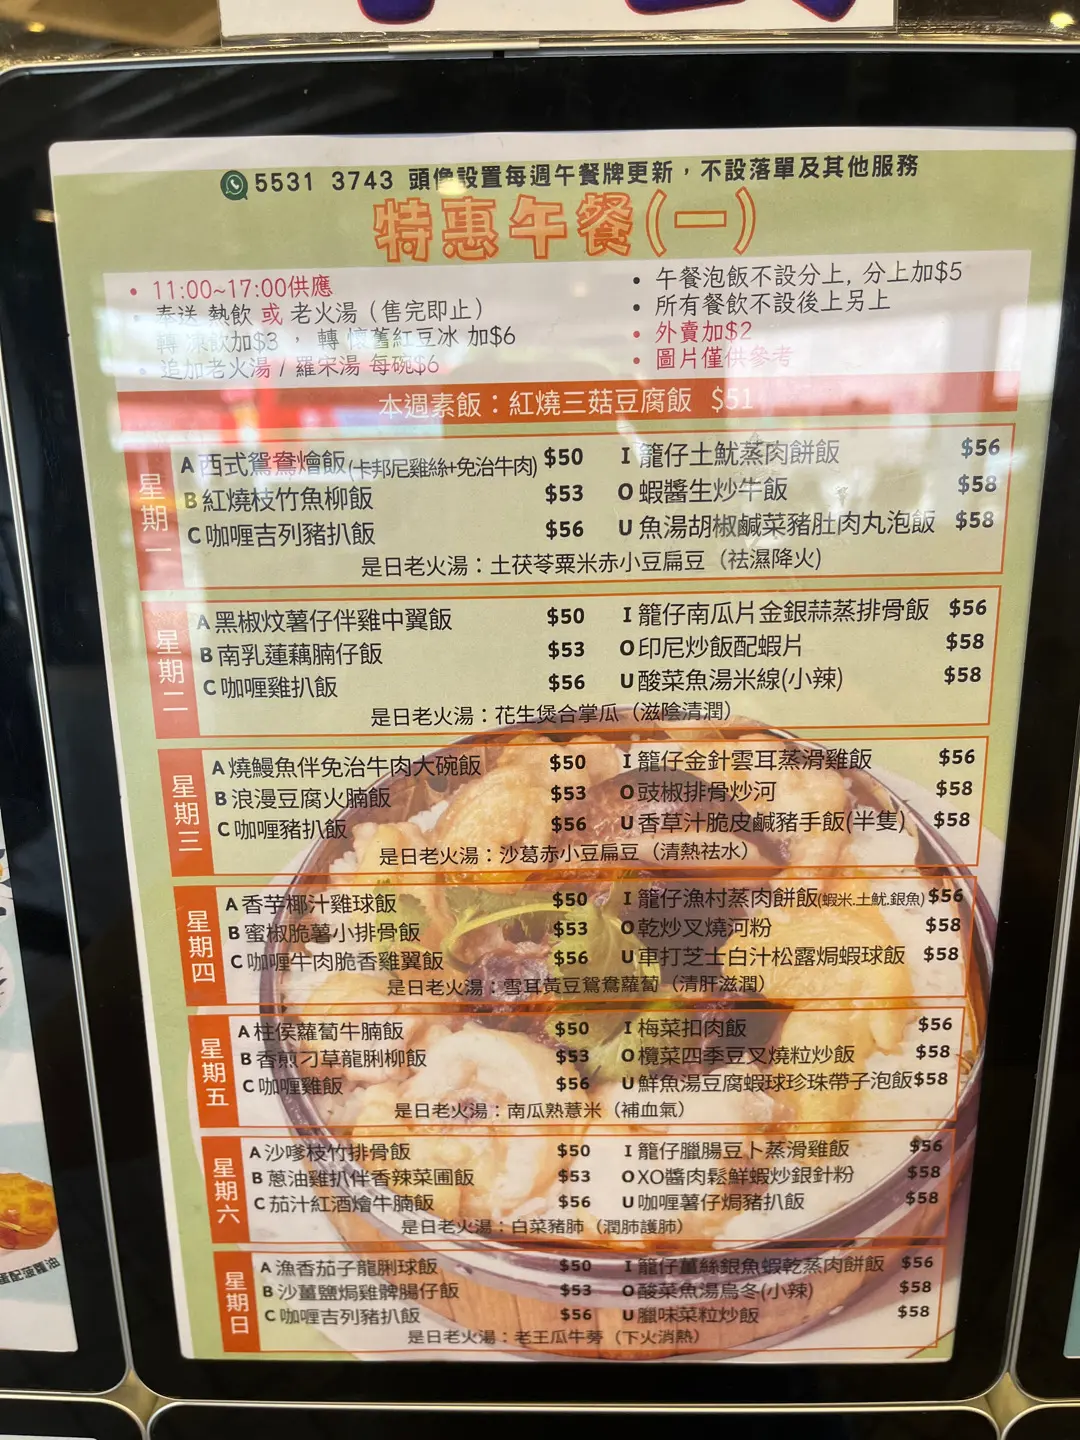 5531 3743 頭像設置每週午餐牌更新，不設落單及其他服務
特惠午餐(一)
• 11:00~17:00供應
• 奉送 熱飲 或 老火湯（售完即止）
轉 凍飲加$3 ， 轉 懷舊紅豆冰 加$6
• 追加老火湯 / 羅宋湯 每碗$6
• 午餐泡飯不設分上, 分上加$5
• 所有餐飲不設後上另上
• 外賣加$2
• 圖片僅供參考
本週素飯：紅燒三菇豆腐飯 $51
星期一
A 西式鴛鴦燴飯(卡邦尼雞絲+免治牛肉) $50
B 紅燒枝竹魚柳飯 $53
C 咖喱吉列豬扒飯 $56
I 籠仔土魷蒸肉餅飯 $56
O 蝦醬生炒牛飯 $58
U 魚湯胡椒鹹菜豬肚肉丸泡飯 $58
是日老火湯：土茯苓粟米赤小豆扁豆（祛濕降火)
星期二
A 黑椒炆薯仔伴雞中翼飯 $50
B 南乳蓮藕腩仔飯 $53
C 咖喱雞扒飯 $56
I 籠仔南瓜片金銀蒜蒸排骨飯 $56
O 印尼炒飯配蝦片 $58
U 酸菜魚湯米線(小辣) $58
是日老火湯：花生煲合掌瓜（滋陰清潤）
星期三
A 燒鰻魚伴免治牛肉大碗飯 $50
B 浪漫豆腐火腩飯 $53
C 咖喱豬扒飯 $56
I 籠仔金針雲耳蒸滑雞飯 $56
O 豉椒排骨炒河 $58
U 香草汁脆皮鹹豬手飯(半隻) $58
是日老火湯：沙葛赤小豆扁豆（清熱祛水）
星期四
A 香芋椰汁雞球飯 $50
B 蜜椒脆薯小排骨飯 $53
C 咖喱牛肉脆香雞翼飯 $56
I 籠仔漁村蒸肉餅飯(蝦米.土魷.銀魚) $56
O 乾炒叉燒河粉 $58
U 車打芝士白汁松露焗蝦球飯 $58
是日老火湯：雪耳黃豆鴛鴦蘿蔔（清肝滋潤）
星期五
A 柱侯蘿蔔牛腩飯 $50
B 香煎刁草龍脷柳飯 $53
C 咖喱雞飯 $56
I 梅菜扣肉飯 $56
O 欖菜四季豆叉燒粒炒飯 $58
U 鮮魚湯豆腐蝦球珍珠帶子泡飯 $58
是日老火湯：南瓜熟薏米（補血氣）
星期六
A 沙嗲枝竹排骨飯 $50
B 蔥油雞扒伴香辣菜圃飯 $53
C 茄汁紅酒燴牛腩飯 $56
I 籠仔臘腸豆卜蒸滑雞飯 $56
O XO醬肉鬆鮮蝦炒銀針粉 $58
U 咖喱薯仔焗豬扒飯 $58
是日老火湯：白菜豬肺（潤肺護肺）
星期日
A 漁香茄子龍脷球飯 $50
B 沙薑鹽焗雞髀腸仔飯 $53
C 咖喱吉列豬扒飯 $56
I 籠仔薑絲銀魚蝦乾蒸肉餅飯 $56
O 酸菜魚湯烏冬(小辣) $58
U 臘味菜粒炒飯 $58
是日老火湯：老王瓜牛蒡（下火消熱）